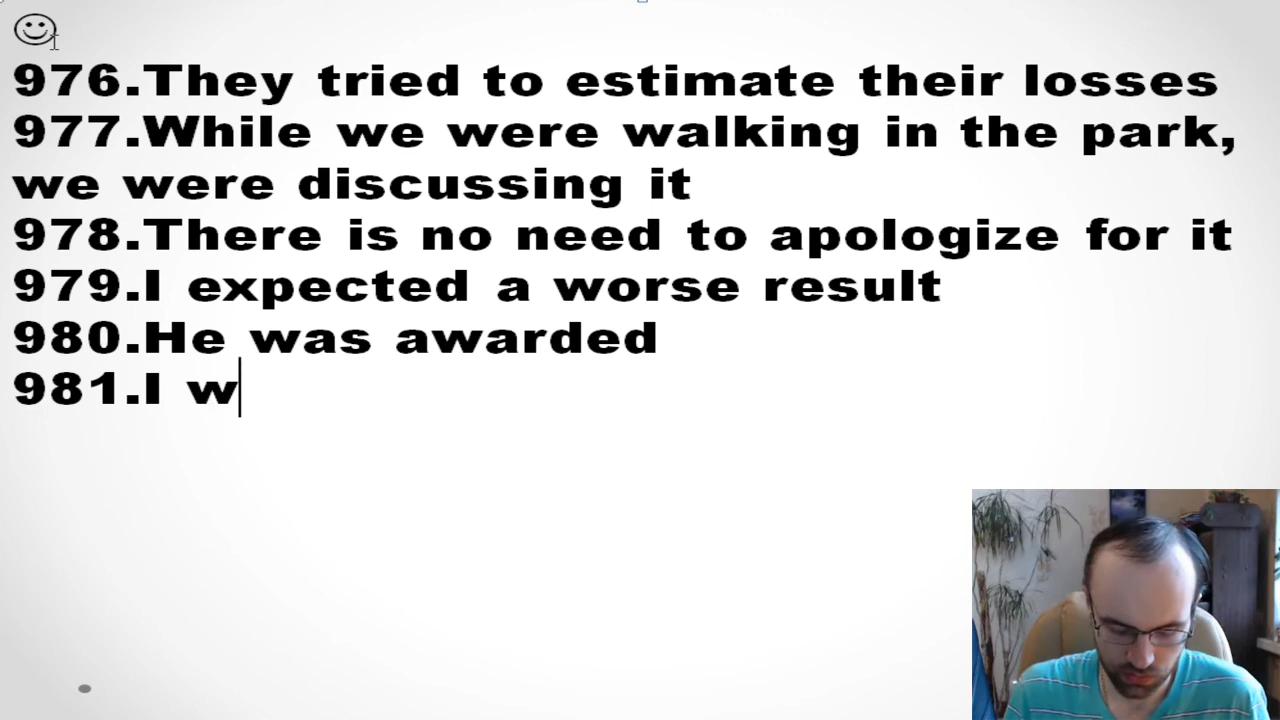 976.They tried to estimate their losses
977.While we were walking in the park,
we were discussing it
978.There is no need to apologize for it
979.I expected a worse result
980.He was awarded
981.I w